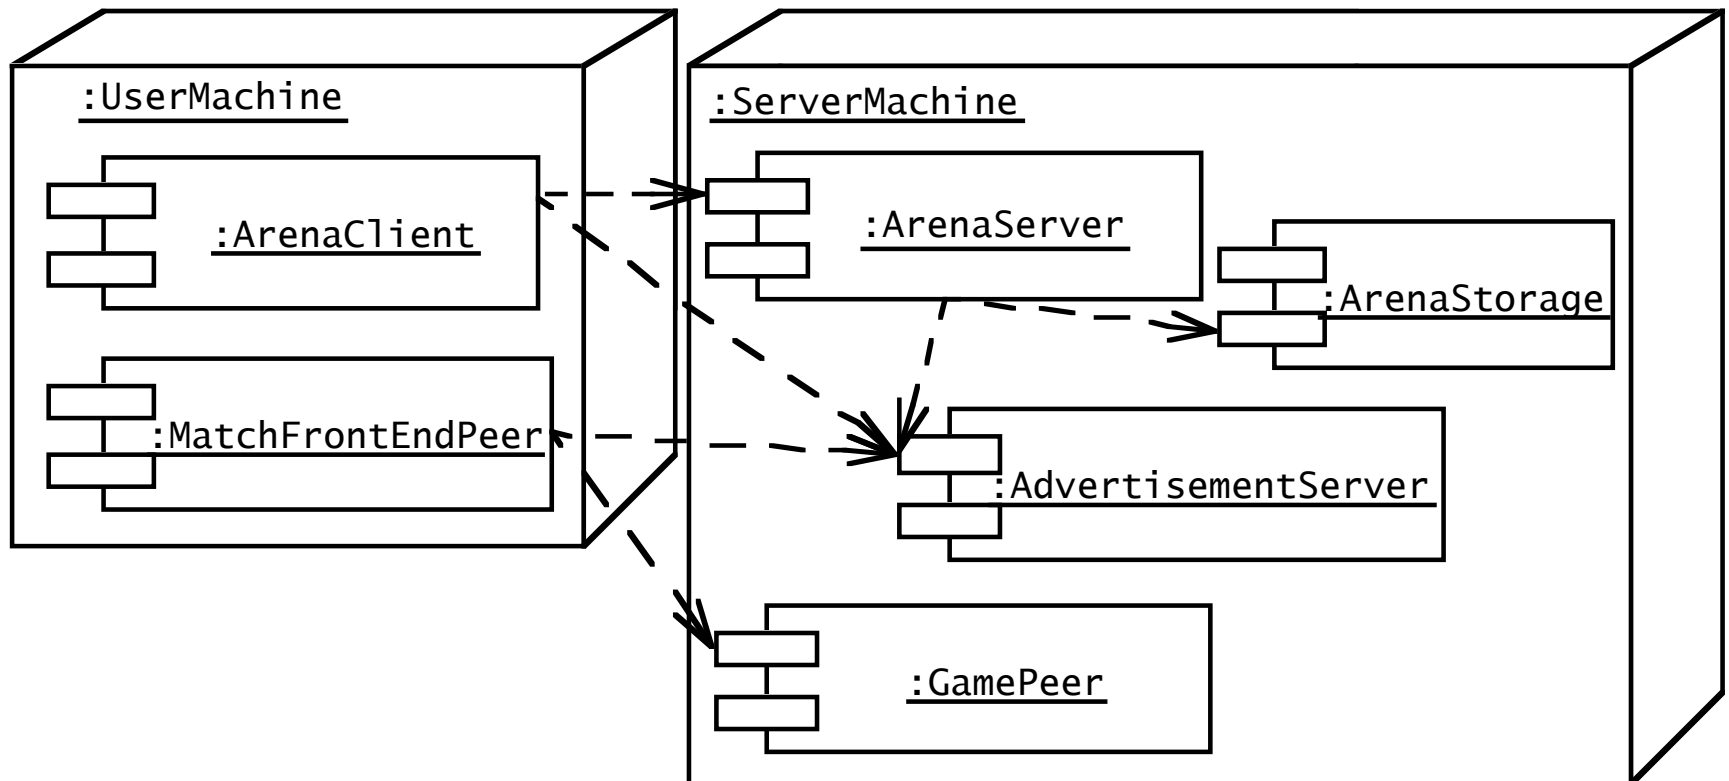 :UserMachine
:ServerMachine
:ArenaClient
:ArenaServer
:ArenaStorage
:MatchFrontEndPeer
:AdvertisementServer
:GamePeer